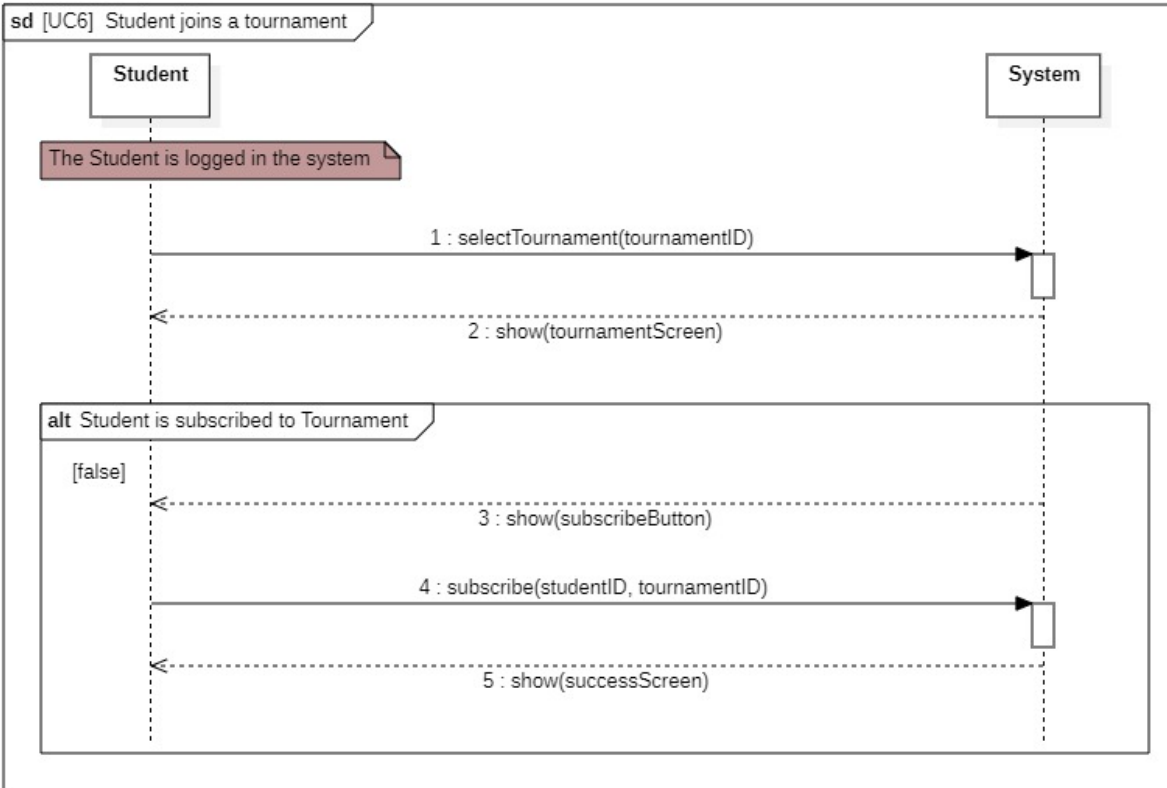 sd [UC6] Student joins a tournament
Student
System
The Student is logged in the system
1 : selectTournament(tournamentID)
2 : show(tournamentScreen)
alt Student is subscribed to Tournament
[false]
3 : show(subscribeButton)
4 : subscribe(studentID, tournamentID)
5 : show(successScreen)